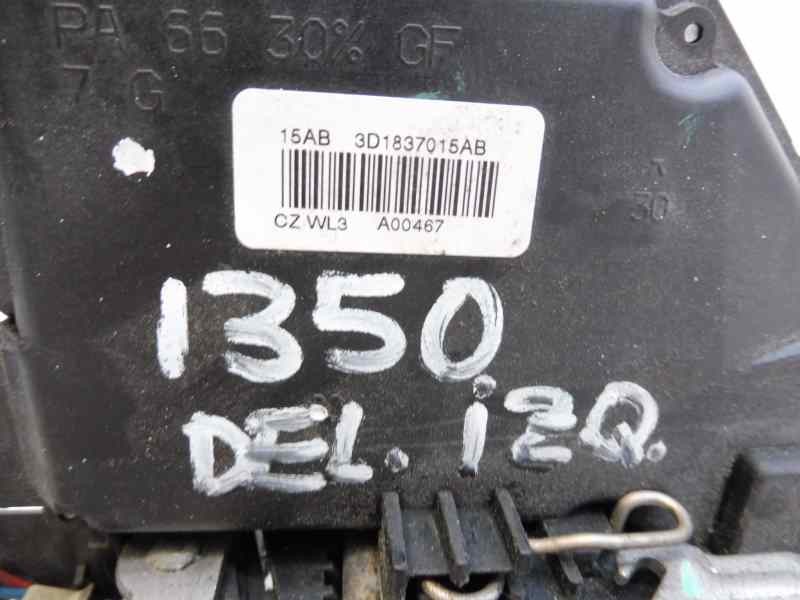 PA 66 30% GF
7 G
15AB 3D1837015AB
CZ WL3 A00467
30
1350
DEL. iZQ.